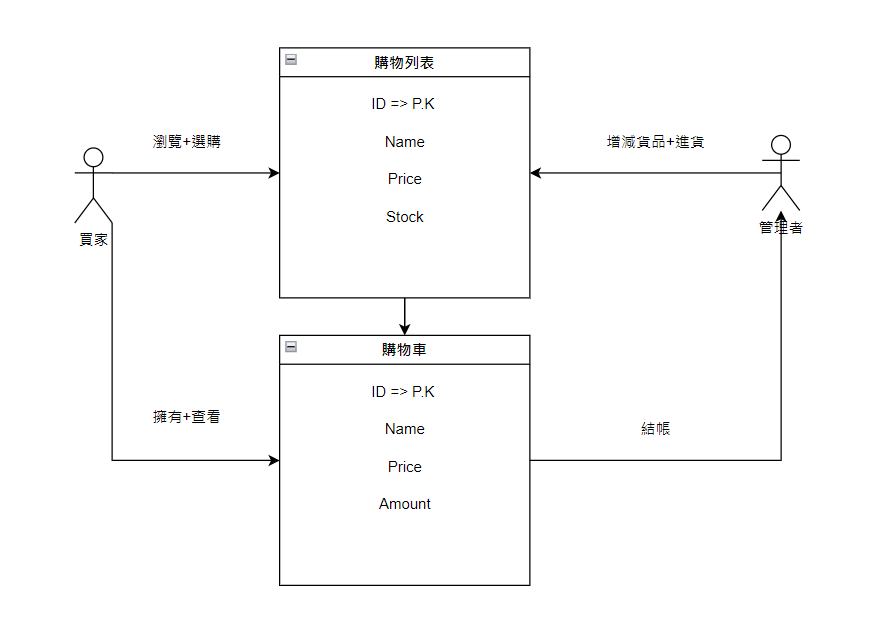 購物列表
ID => P.K
Name
Price
Stock
瀏覽+選購
增減貨品+進貨
買家
管理者
購物車
ID => P.K
Name
Price
Amount
擁有+查看
結帳